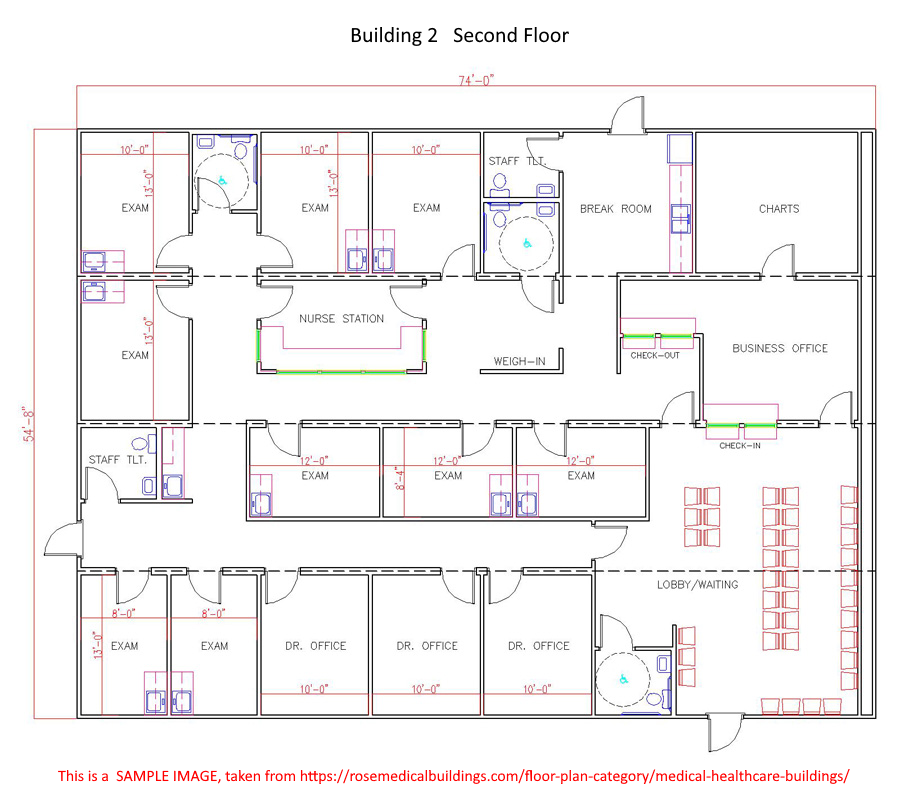 Building 2   Second Floor
74'-0"
54'-8"
10'-0"
10'-0"
10'-0"
STAFF TLT.
13'-0"
13'-0"
EXAM
EXAM
EXAM
BREAK ROOM
CHARTS
NURSE STATION
13'-0"
EXAM
WEIGH-IN
CHECK-OUT
BUSINESS OFFICE
CHECK-IN
STAFF TLT.
12'-0"
12'-0"
12'-0"
EXAM
8'-4"
EXAM
EXAM
LOBBY/WAITING
8'-0"
8'-0"
13'-0"
EXAM
EXAM
DR. OFFICE
DR. OFFICE
DR. OFFICE
10'-0"
10'-0"
10'-0"
This is a  SAMPLE IMAGE, taken from https://rosemedicalbuildings.com/floor-plan-category/medical-healthcare-buildings/